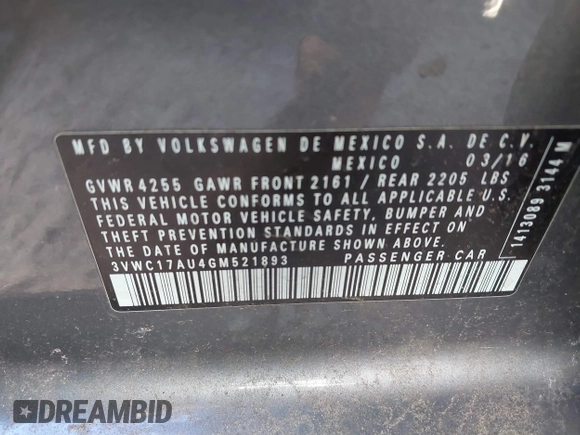 MFD BY VOLKSWAGEN DE MEXICO S.A. DE C.V.
MEXICO 03/16
GVWR 4255 GAWR FRONT 2161 / REAR 2205 LBS
THIS VEHICLE CONFORMS TO ALL APPLICABLE U.S.
FEDERAL MOTOR VEHICLE SAFETY, BUMPER AND
THEFT PREVENTION STANDARDS IN EFFECT ON
THE DATE OF MANUFACTURE SHOWN ABOVE.
3VWC17AU4GM521893 PASSENGER CAR
1413089 3144 M
DREAMBID